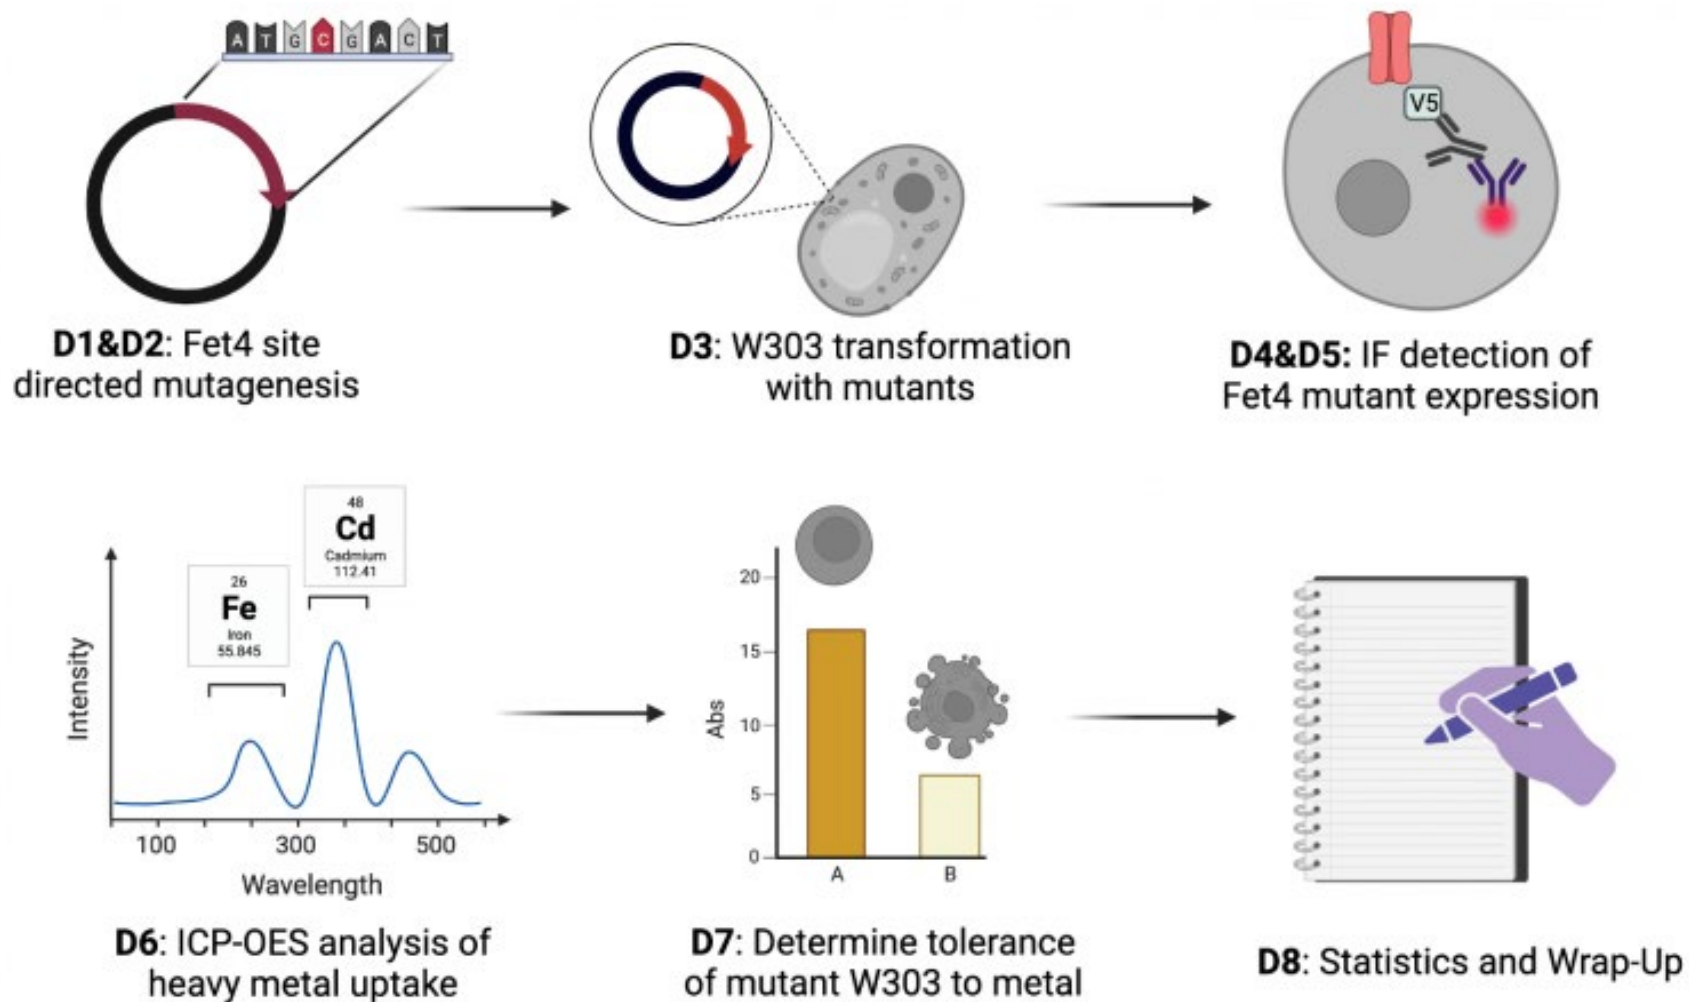 A T G C G A C T
D1&D2: Fet4 site
directed mutagenesis
D3: W303 transformation
with mutants
V5
D4&D5: IF detection of
Fet4 mutant expression
Intensity
26
Fe
Iron
55.845
48
Cd
Cadmium
112.41
100 300 500
Wavelength
D6: ICP-OES analysis of
heavy metal uptake
Abs
20
15
10
5
0
A B
D7: Determine tolerance
of mutant W303 to metal
D8: Statistics and Wrap-Up